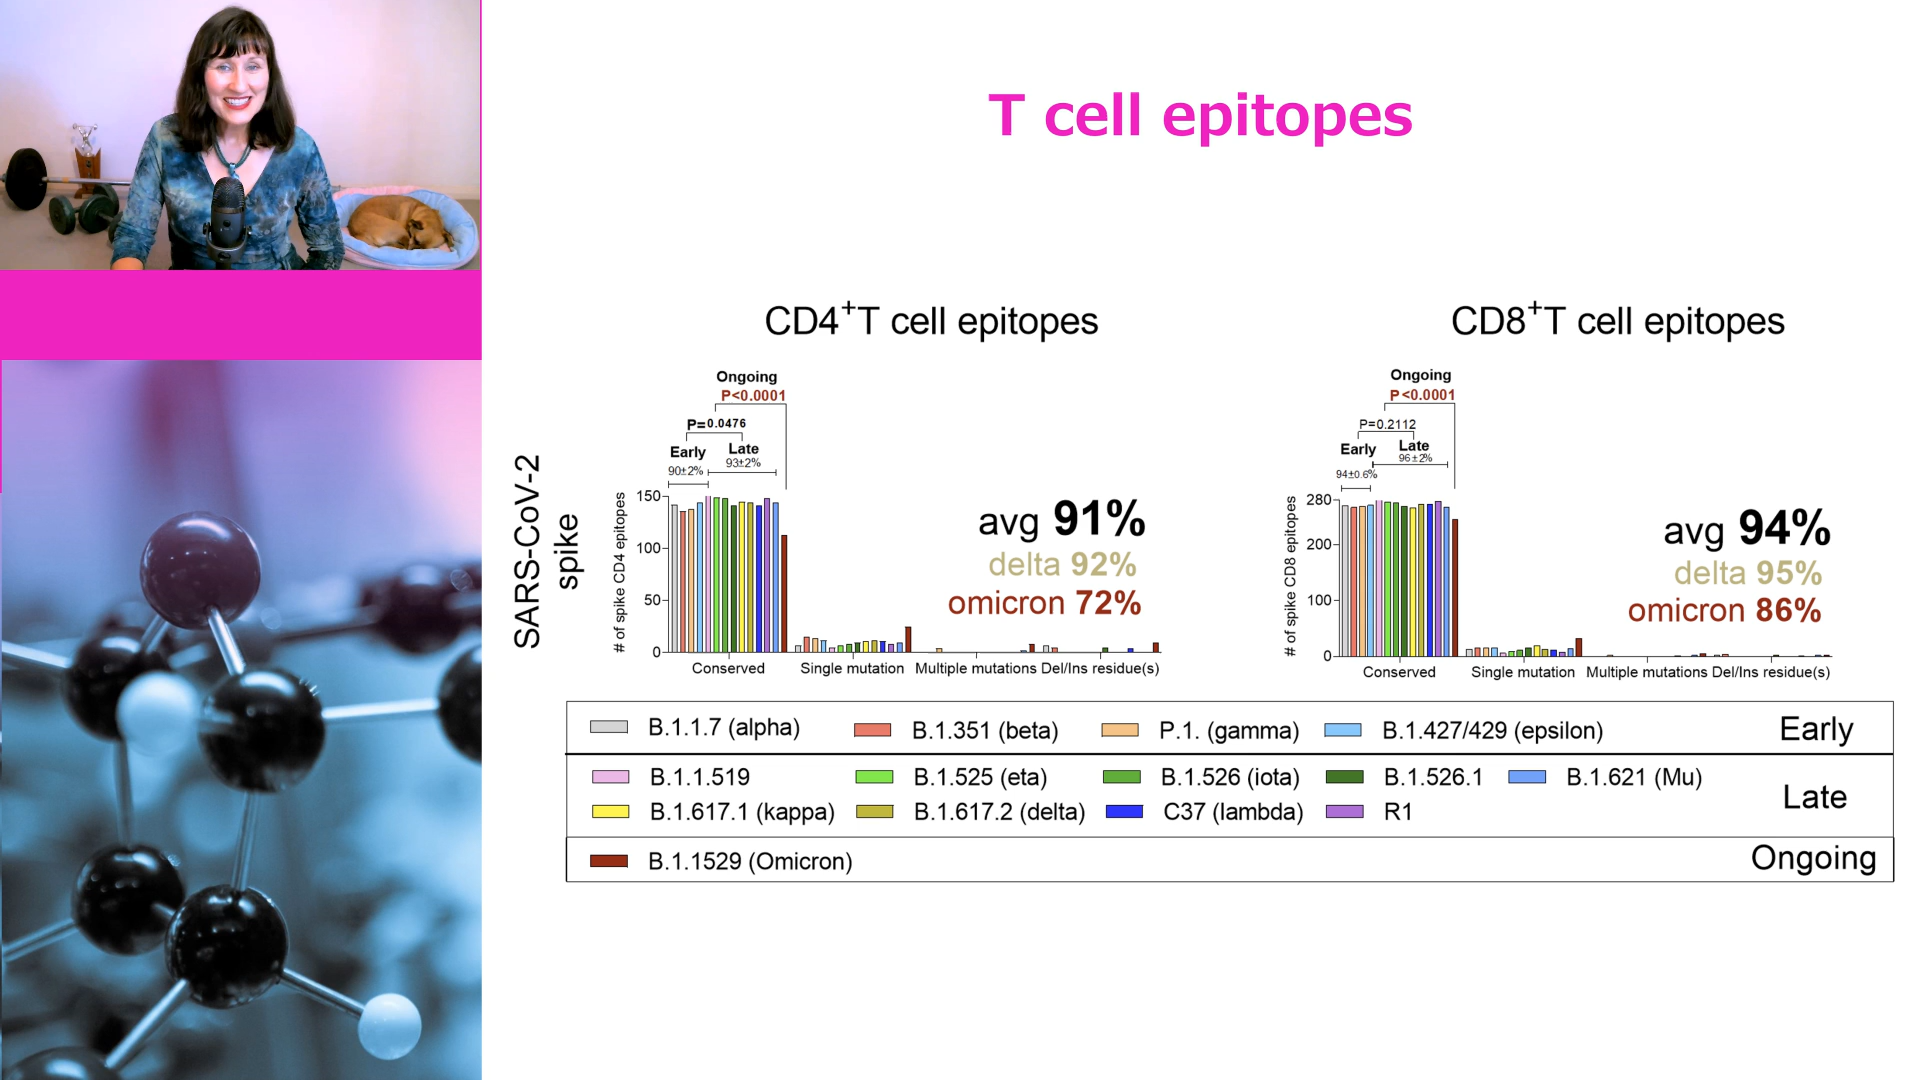 T cell epitopes
CD4+T cell epitopes
Ongoing
P<0.0001
P=0.0476
Early
Late
90±2%
93±2%
SARS-CoV-2
spike
# of spike CD4 epitopes
150
100
50
0
avg 91%
delta 92%
omicron 72%
Conserved
Single mutation
Multiple mutations
Del/Ins residue(s)
CD8+T cell epitopes
Ongoing
P<0.0001
P=0.2112
Early
Late
94±0.6%
96±2%
# of spike CD8 epitopes
280
200
100
0
avg 94%
delta 95%
omicron 86%
Conserved
Single mutation
Multiple mutations
Del/Ins residue(s)
B.1.1.7 (alpha)
B.1.351 (beta)
P.1. (gamma)
B.1.427/429 (epsilon)
Early
B.1.1.519
B.1.525 (eta)
B.1.526 (iota)
B.1.526.1
B.1.621 (Mu)
B.1.617.1 (kappa)
B.1.617.2 (delta)
C37 (lambda)
R1
Late
B.1.1529 (Omicron)
Ongoing